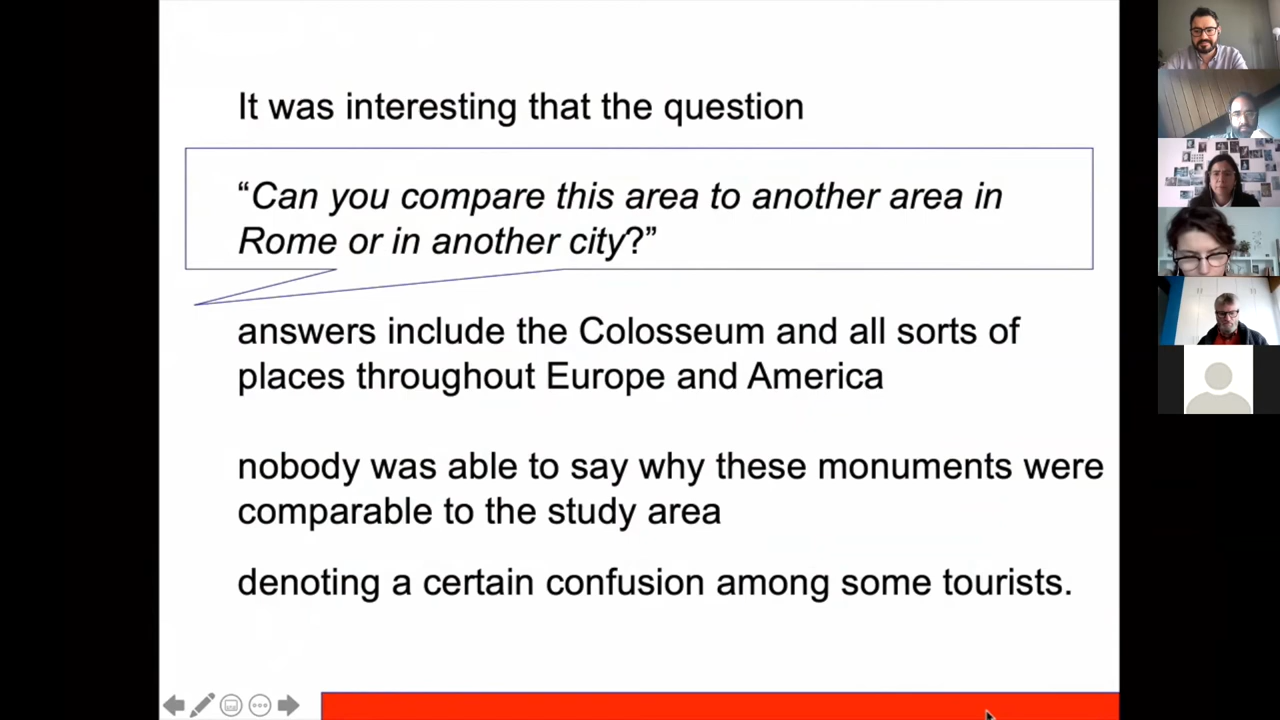 It was interesting that the question
“Can you compare this area to another area in
Rome or in another city?”
answers include the Colosseum and all sorts of
places throughout Europe and America
nobody was able to say why these monuments were
comparable to the study area
denoting a certain confusion among some tourists.